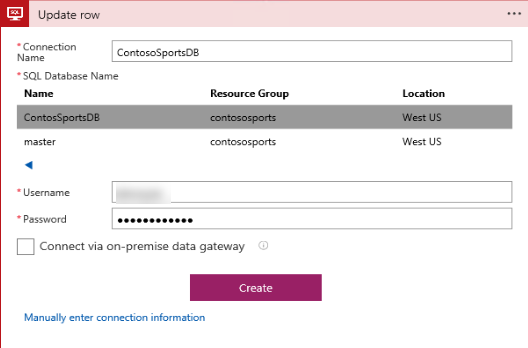 SQL
Update row
...
*Connection Name
ContosoSportsDB
*SQL Database Name
Name Resource Group Location
ContosSportsDB contososports West US
master contososports West US
*Username
*Password ●●●●●●●●●●●●
Connect via on-premise data gateway
Create
Manually enter connection information